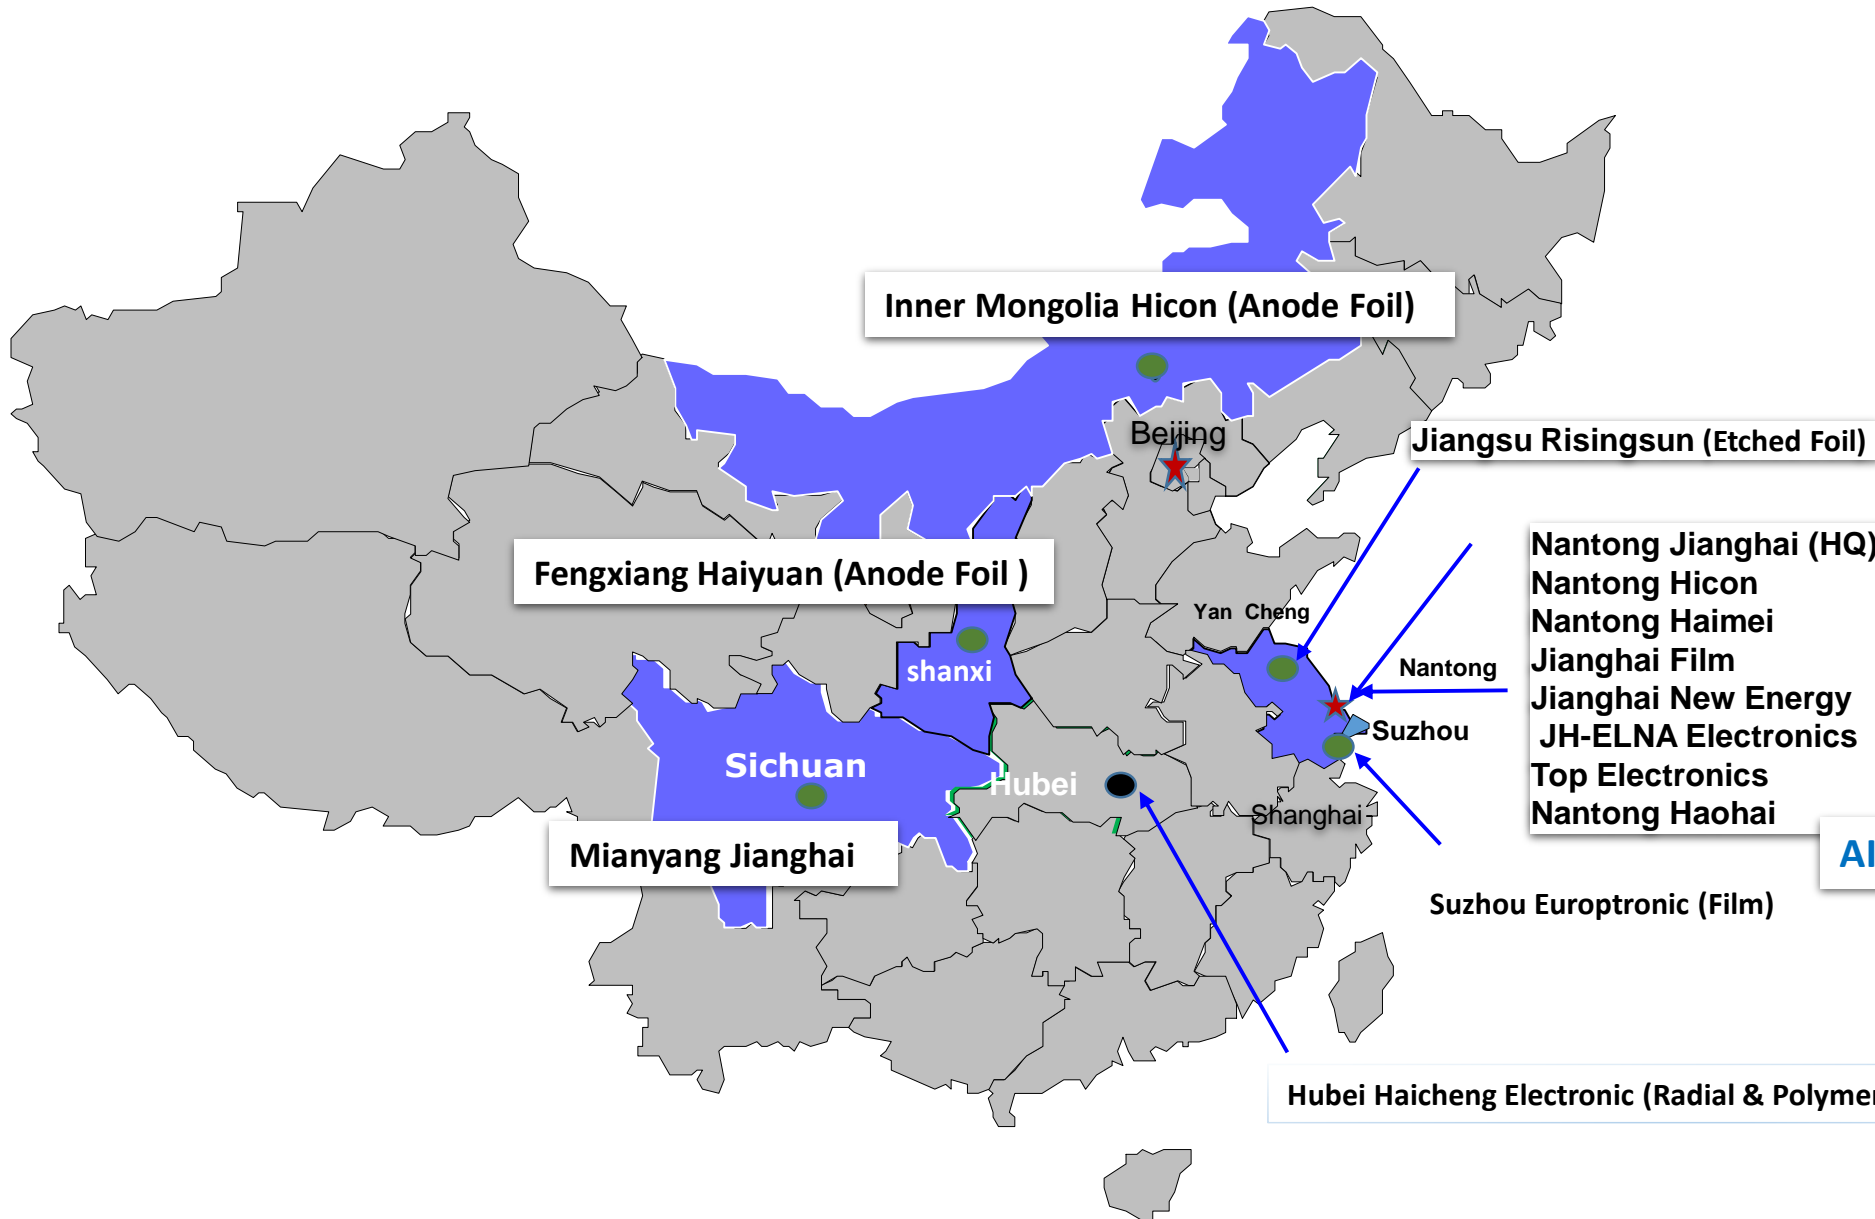 Inner Mongolia Hicon (Anode Foil)
Beijing
Jiangsu Risingsun (Etched Foil)
Fengxiang Haiyuan (Anode Foil )
Nantong Jianghai (HQ)
Nantong Hicon
Nantong Haimei
Jianghai Film
Jianghai New Energy
JH-ELNA Electronics
Top Electronics
Nantong Haohai
Yan Cheng
shanxi
Nantong
Suzhou
Sichuan
Hubei
Shanghai
Mianyang Jianghai
Suzhou Europtronic (Film)
Hubei Haicheng Electronic (Radial & Polymer